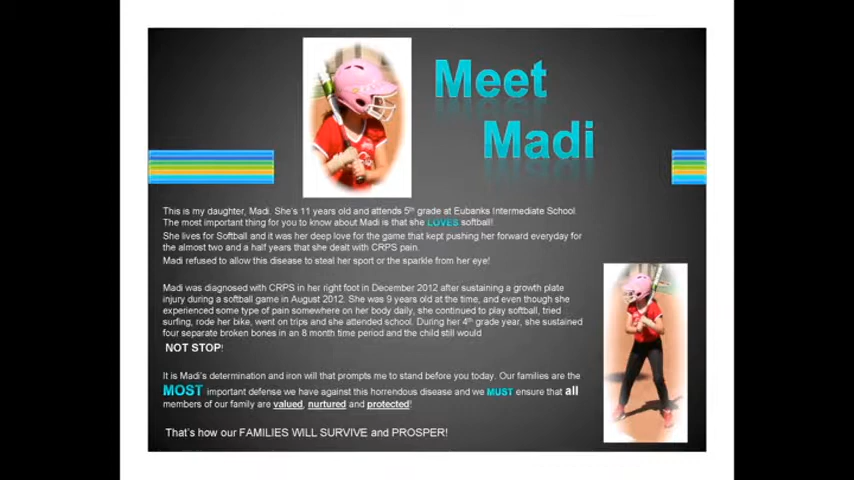 Meet
Madi
This is my daughter, Madi. She's 11 years old and attends 5th grade at Eubanks Intermediate School.
The most important thing for you to know about Madi is that she LOVES softball!
She lives for Softball and it was her deep love for the game that kept pushing her forward everyday for
the almost two and a half years that she dealt with CRPS pain.
Madi refused to allow this disease to steal her sport or the sparkle from her eye!
Madi was diagnosed with CRPS in her right foot in December 2012 after sustaining a growth plate
injury during a softball game in August 2012. She was 9 years old at the time, and even though she
experienced some type of pain somewhere on her body daily, she continued to play softball, tried
surfing, rode her bike, went on trips and she attended school. During her 4th grade year, she sustained
four separate broken bones in an 8 month time period and the child still would
NOT STOP!
It is Madi's determination and iron will that prompts me to stand before you today. Our families are the
MOST important defense we have against this horrendous disease and we MUST ensure that all
members of our family are valued, nurtured and protected!
That's how our FAMILIES WILL SURVIVE and PROSPER!